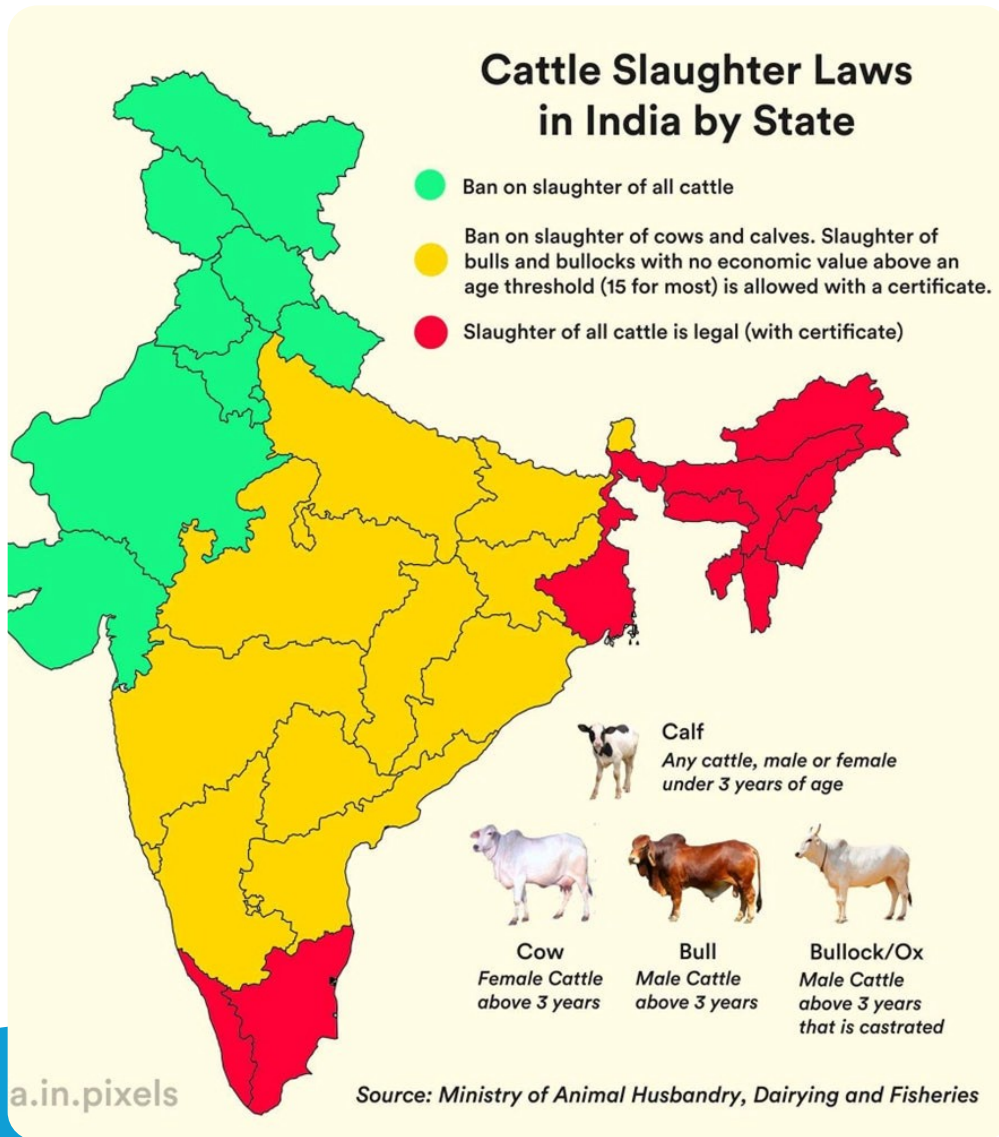 Cattle Slaughter Laws
in India by State
Ban on slaughter of all cattle
Ban on slaughter of cows and calves. Slaughter of
bulls and bullocks with no economic value above an
age threshold (15 for most) is allowed with a certificate.
Slaughter of all cattle is legal (with certificate)
Calf
Any cattle, male or female
under 3 years of age
Cow
Female Cattle
above 3 years
Bull
Male Cattle
above 3 years
Bullock/Ox
Male Cattle
above 3 years
that is castrated
a.in.pixels
Source: Ministry of Animal Husbandry, Dairying and Fisheries